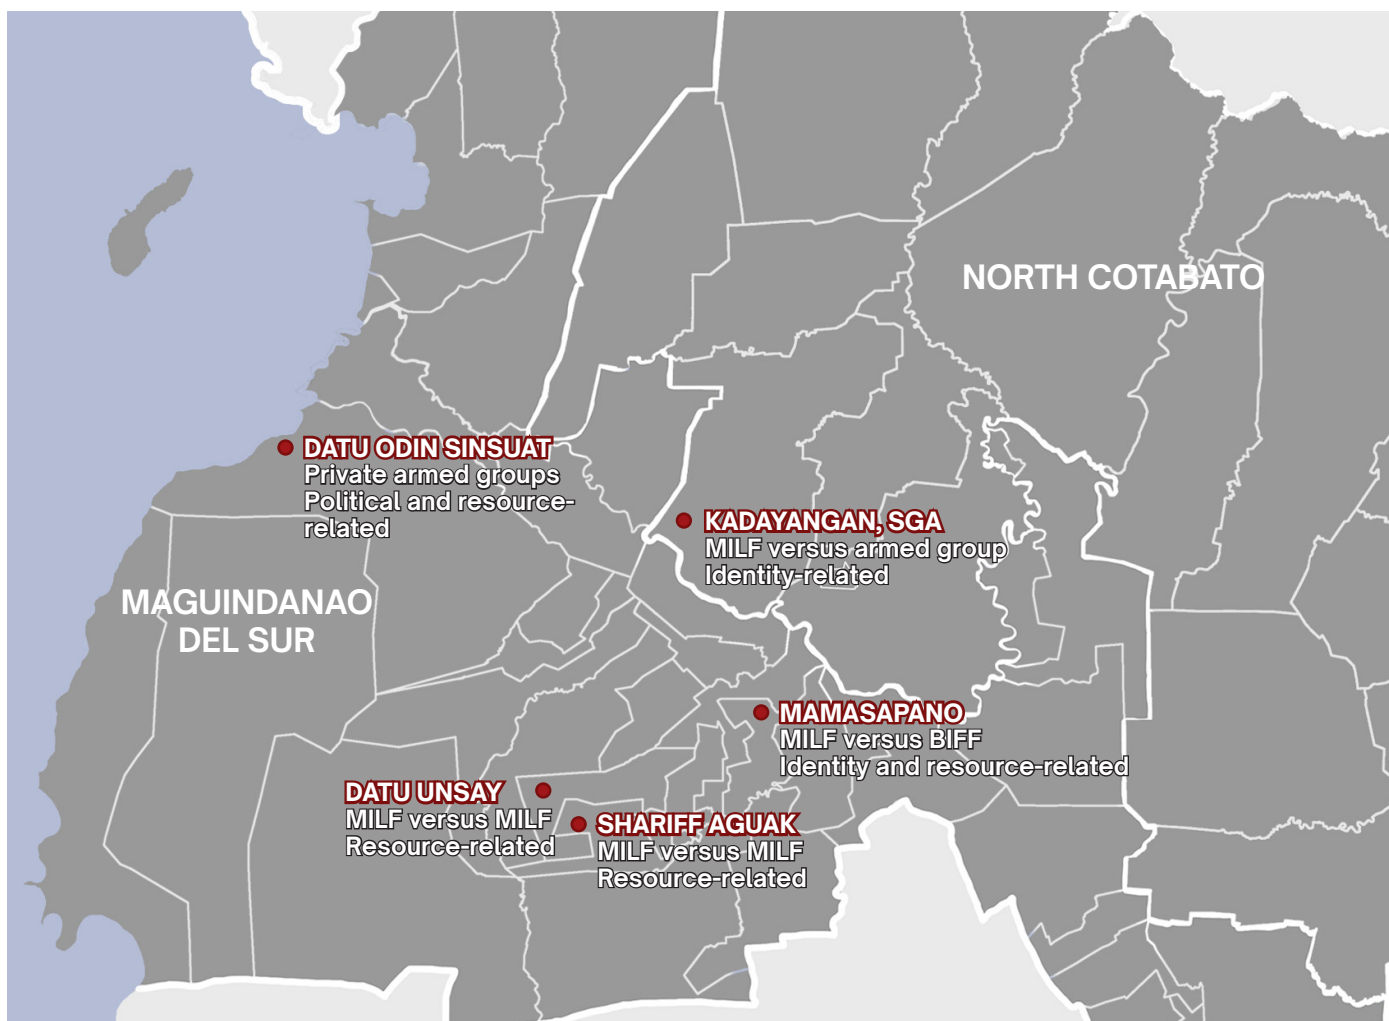 NORTH COTABATO
DATU ODIN SINSUAT
Private armed groups
Political and resource-
related
KADAYANGAN, SGA
MILF versus armed group
Identity-related
MAGUINDANAO
DEL SUR
MAMASAPANO
MILF versus BIFF
Identity and resource-related
DATU UNSAY
MILF versus MILF
Resource-related
SHARIFF AGUAK
MILF versus MILF
Resource-related